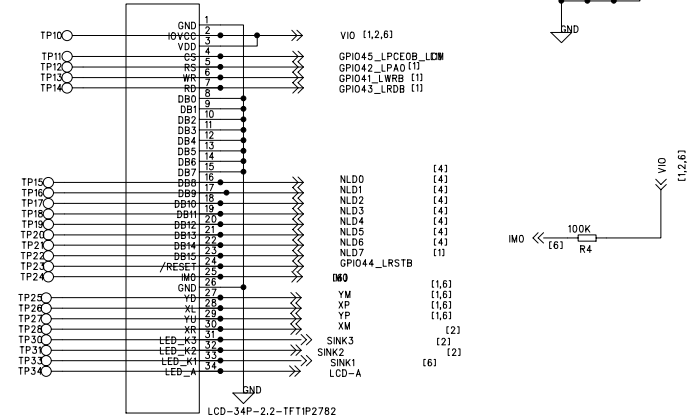 GND 1
TP10 IOVCC 2 VIO [1,2,6]
VDD 3
TP11 CS 4 GPIO45_LPCE0B_LCM
TP12 RS 5 GPIO42_LPA0 [1]
TP13 WR 6 GPIO41_LWRB [1]
TP14 RD 7 GPIO43_LRDB [1]
DB0 8
DB1 9
DB2 10
DB3 11
DB4 12
DB5 13
DB6 14
DB7 15
TP15 DB8 16 NLD0 [4]
TP16 DB9 17 NLD1 [4]
TP17 DB10 18 NLD2 [4]
TP18 DB11 19 NLD3 [4]
TP19 DB12 20 NLD4 [4]
TP20 DB13 21 NLD5 [4]
TP21 DB14 22 NLD6 [4]
TP22 DB15 23 NLD7 [4]
TP23 /RESET 24 GPIO44_LRSTB [1]
TP24 IM0 25
GND 26
TP25 YD 27 YM [1,6]
TP26 XL 28 XP [1,6]
TP27 YU 29 YP [1,6]
TP28 XR 30 XM [1,6]
TP30 LED_K3 31 SINK3 [2]
TP31 LED_K2 32 SINK2 [2]
TP33 LED_K1 33 SINK1 [2]
TP34 LED_A 34 LCD-A [6]
GND
LCD-34P-2.2-TFT1P2782
GND
VIO
[1,2,6]
IM0 [6] 100K
R4